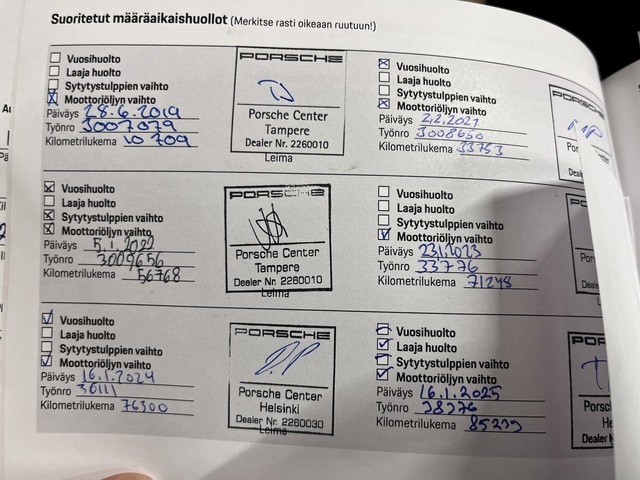 Suoritetut määräaikaishuollot (Merkitse rasti oikeaan ruutuun!)
Vuosihuolto
Laaja huolto
Sytytystulppien vaihto
Moottoriöljyn vaihto
Päiväys 28.6.2019
Työnro 3007079
Kilometrilukema 10 709
PORSCHE
Porsche Center
Tampere
Dealer Nr. 2260010
Leima
Vuosihuolto
Laaja huolto
Sytytystulppien vaihto
Moottoriöljyn vaihto
Päiväys 2.2.2021
Työnro 3008650
Kilometrilukema 33753
PORSCHE
Vuosihuolto
Laaja huolto
Sytytystulppien vaihto
Moottoriöljyn vaihto
Päiväys 5.1.2022
Työnro 3009656
Kilometrilukema 56768
PORSCHE
Porsche Center
Tampere
Dealer Nr. 2260010
Leima
Vuosihuolto
Laaja huolto
Sytytystulppien vaihto
Moottoriöljyn vaihto
Päiväys 23.1.2023
Työnro 33776
Kilometrilukema 71248
Vuosihuolto
Laaja huolto
Sytytystulppien vaihto
Moottoriöljyn vaihto
Päiväys 16.1.2024
Työnro 36111
Kilometrilukema 76300
PORSCHE
Porsche Center
Helsinki
Dealer Nr. 2260030
Leima
Vuosihuolto
Laaja huolto
Sytytystulppien vaihto
Moottoriöljyn vaihto
Päiväys 16.1.2025
Työnro 38376
Kilometrilukema 85239